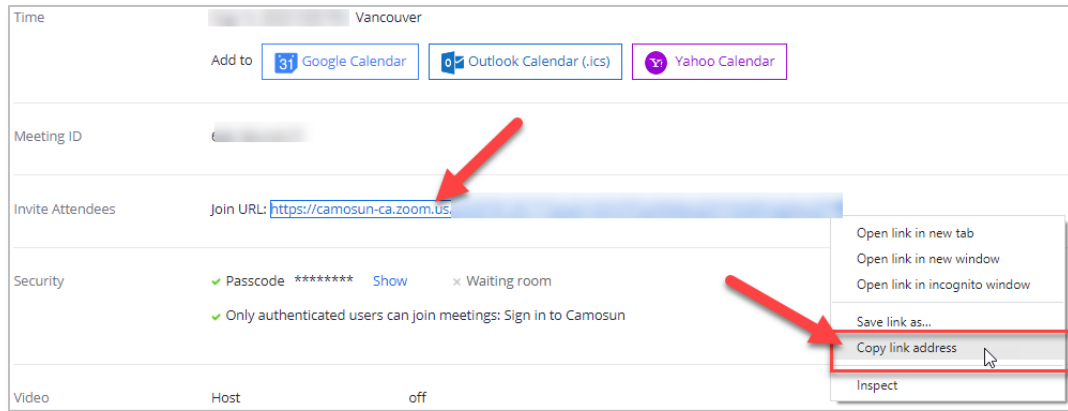 Time Vancouver
Add to 31 Google Calendar Outlook Calendar (.ics) Y! Yahoo Calendar
Meeting ID
Invite Attendees Join URL: https://camosun-ca.zoom.us
Open link in new tab
Open link in new window
Open link in incognito window
Security Passcode ******** Show Waiting room
Only authenticated users can join meetings: Sign in to Camosun
Save link as...
Copy link address
Inspect
Video Host off